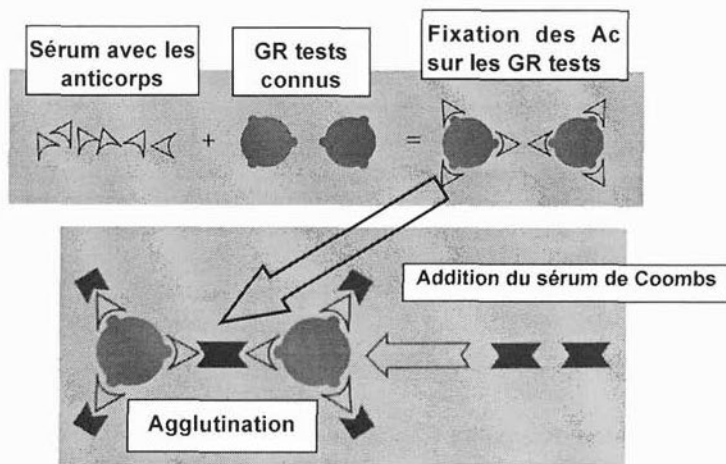 Sérum avec les
anticorps
GR tests
connus
Fixation des Ac
sur les GR tests
+
=
Addition du sérum de Coombs
Agglutination